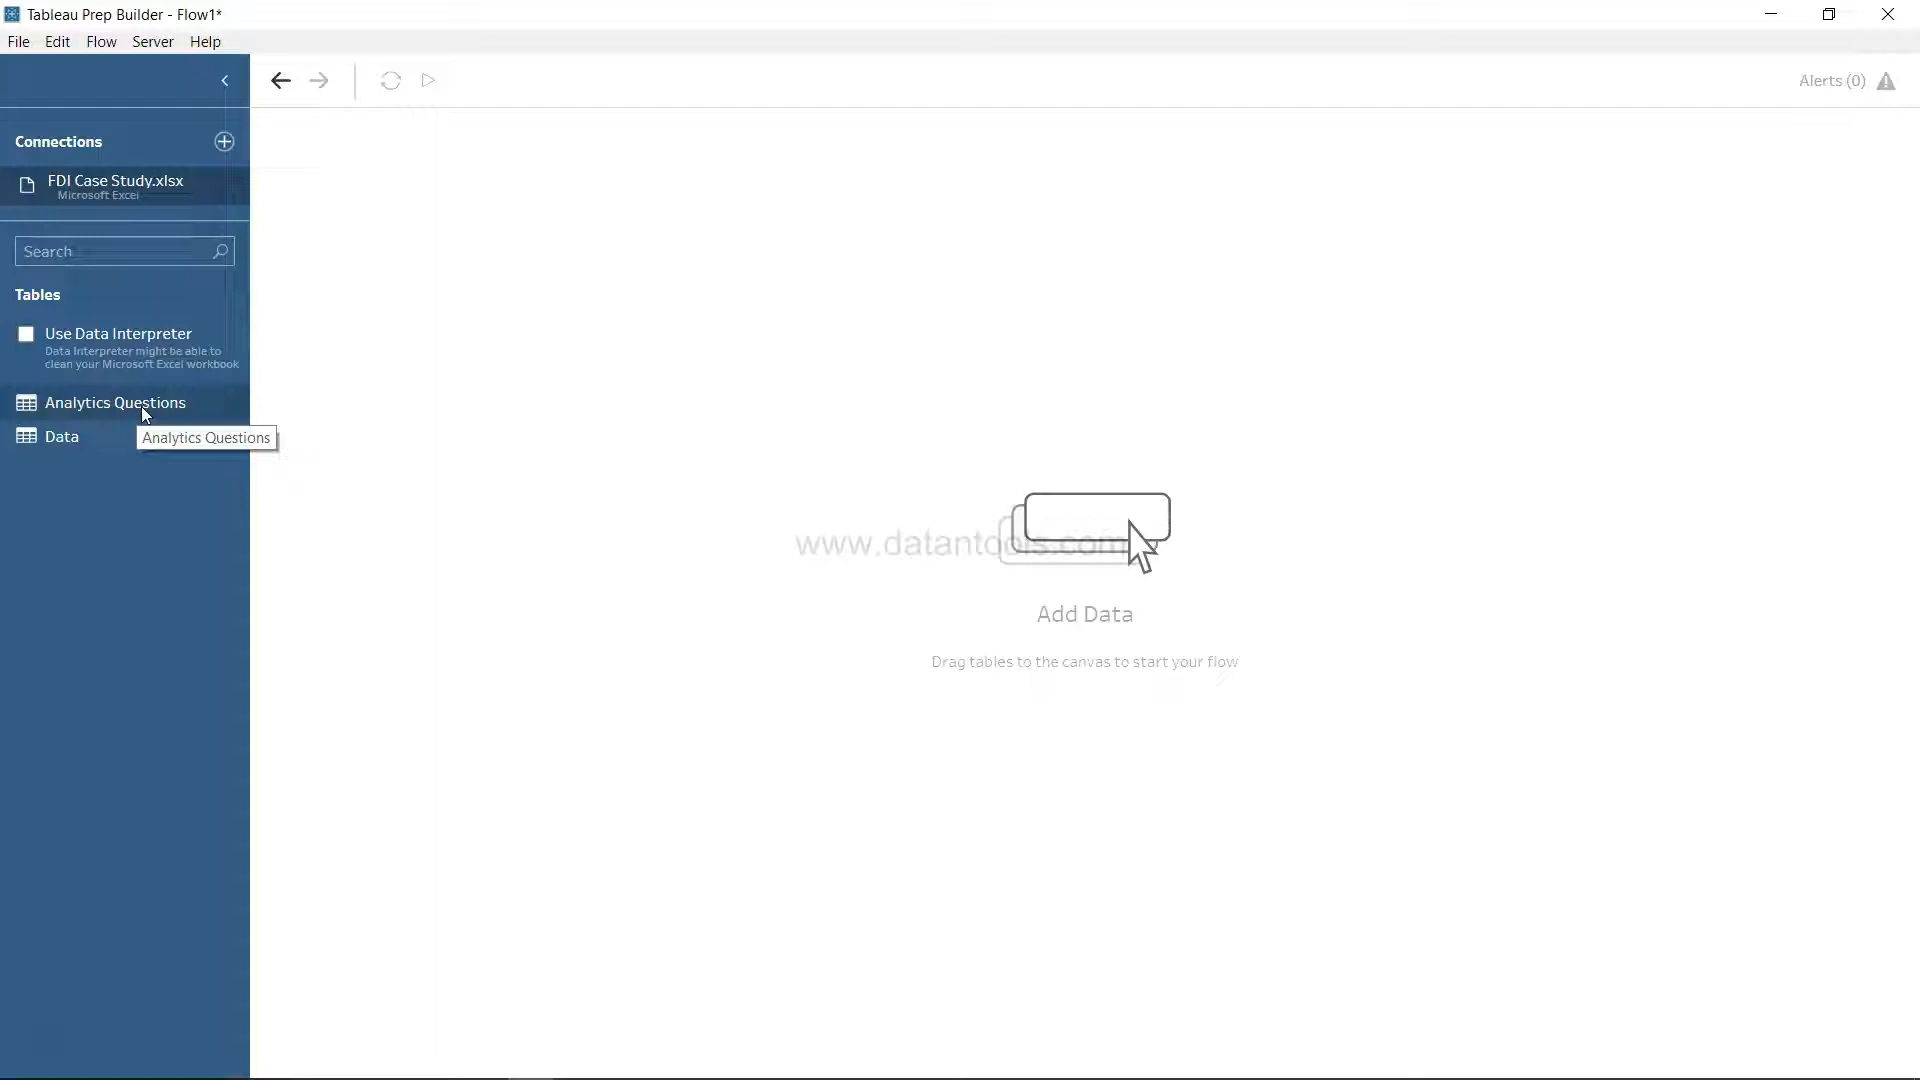 Tableau Prep Builder - Flow1*
File Edit Flow Server Help
Alerts (0)
Connections
FDI Case Study.xlsx
Microsoft Excel
Search
Tables
Use Data Interpreter
Data Interpreter might be able to
clean your Microsoft Excel workbook
Analytics Questions
Data
Analytics Questions
www.datantools.com
Add Data
Drag tables to the canvas to start your flow